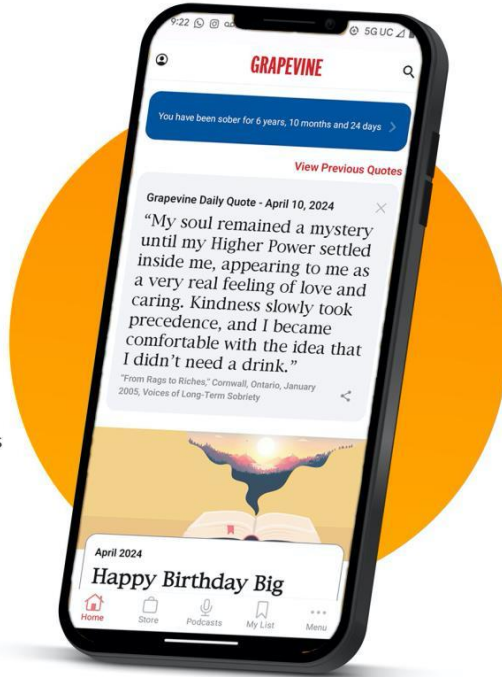 9:22
5G UC
GRAPEVINE
You have been sober for 6 years, 10 months and 24 days
View Previous Quotes
Grapevine Daily Quote - April 10, 2024
“My soul remained a mystery
until my Higher Power settled
inside me, appearing to me as
a very real feeling of love and
caring. Kindness slowly took
precedence, and I became
comfortable with the idea that
I didn’t need a drink.”
"From Rags to Riches," Cornwall, Ontario, January
2005, Voices of Long-Term Sobriety
s
April 2024
Happy Birthday Big
Home Store Podcasts My List Menu